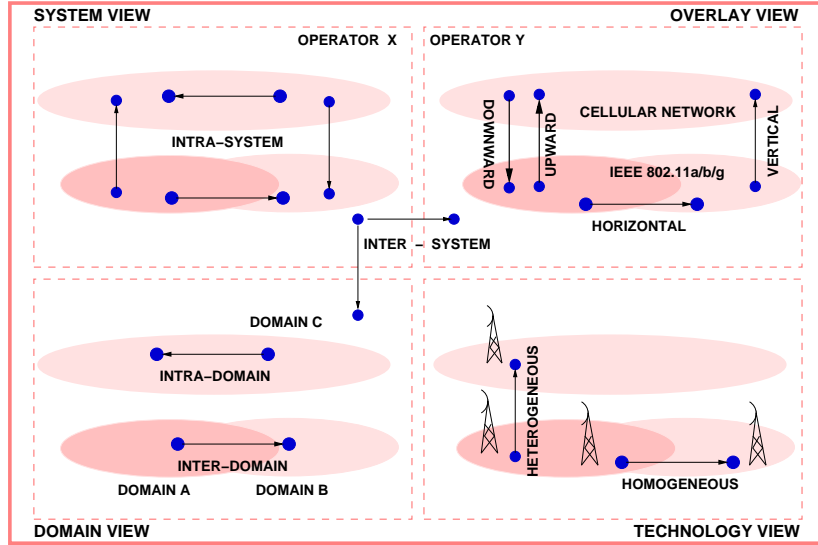 SYSTEM VIEW
OVERLAY VIEW
OPERATOR X
OPERATOR Y
INTRA–SYSTEM
CELLULAR NETWORK
DOWNWARD
UPWARD
VERTICAL
IEEE 802.11a/b/g
HORIZONTAL
INTER – SYSTEM
DOMAIN C
INTRA–DOMAIN
INTER–DOMAIN
DOMAIN A
DOMAIN B
HETEROGENEOUS
HOMOGENEOUS
DOMAIN VIEW
TECHNOLOGY VIEW